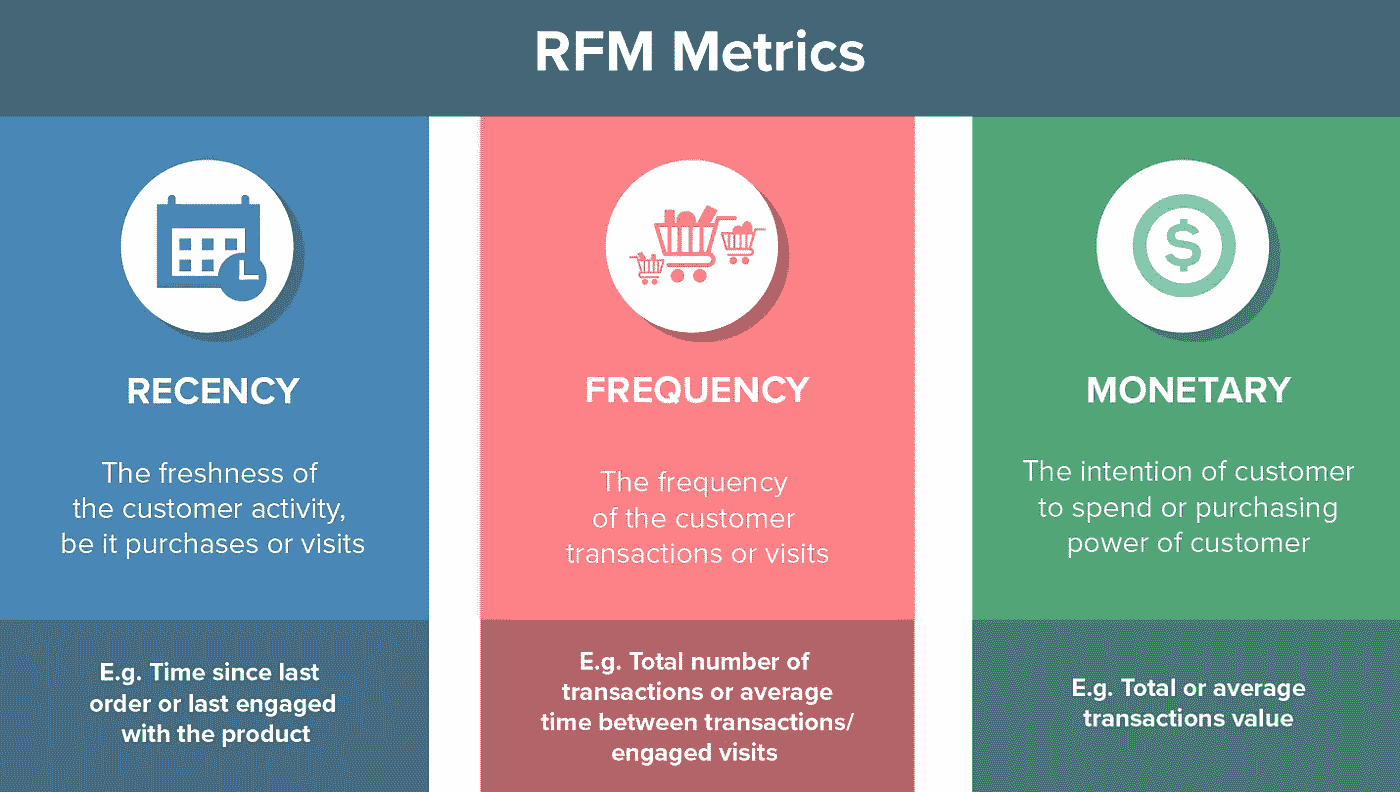 RFM Metrics
RECENCY
The freshness of
the customer activity,
be it purchases or visits
E.g. Time since last
order or last engaged
with the product
FREQUENCY
The frequency
of the customer
transactions or visits
E.g. Total number of
transactions or average
time between transactions/
engaged visits
MONETARY
The intention of customer
to spend or purchasing
power of customer
E.g. Total or average
transactions value